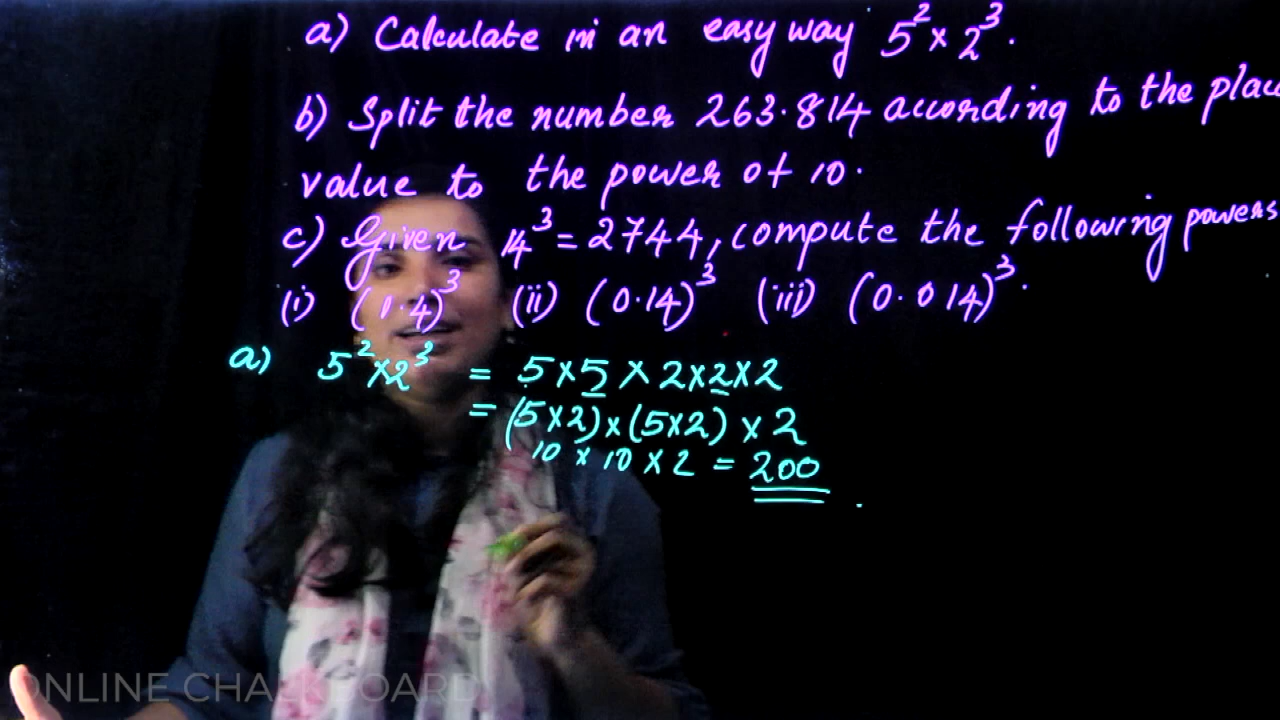 a) Calculate in an easy way 5² × 2³.
b) Split the number 263.814 according to the
value to the power of 10.
c) Given 14³ = 2744, compute the following powers
(i) (1.4)³ (ii) (0.14)³ (iii) (0.014)³.
a) 5² × 2³ = 5 × 5 × 2 × 2 × 2
= (5 × 2) × (5 × 2) × 2
10 × 10 × 2 = 200
ONLINE CHALKBOARD